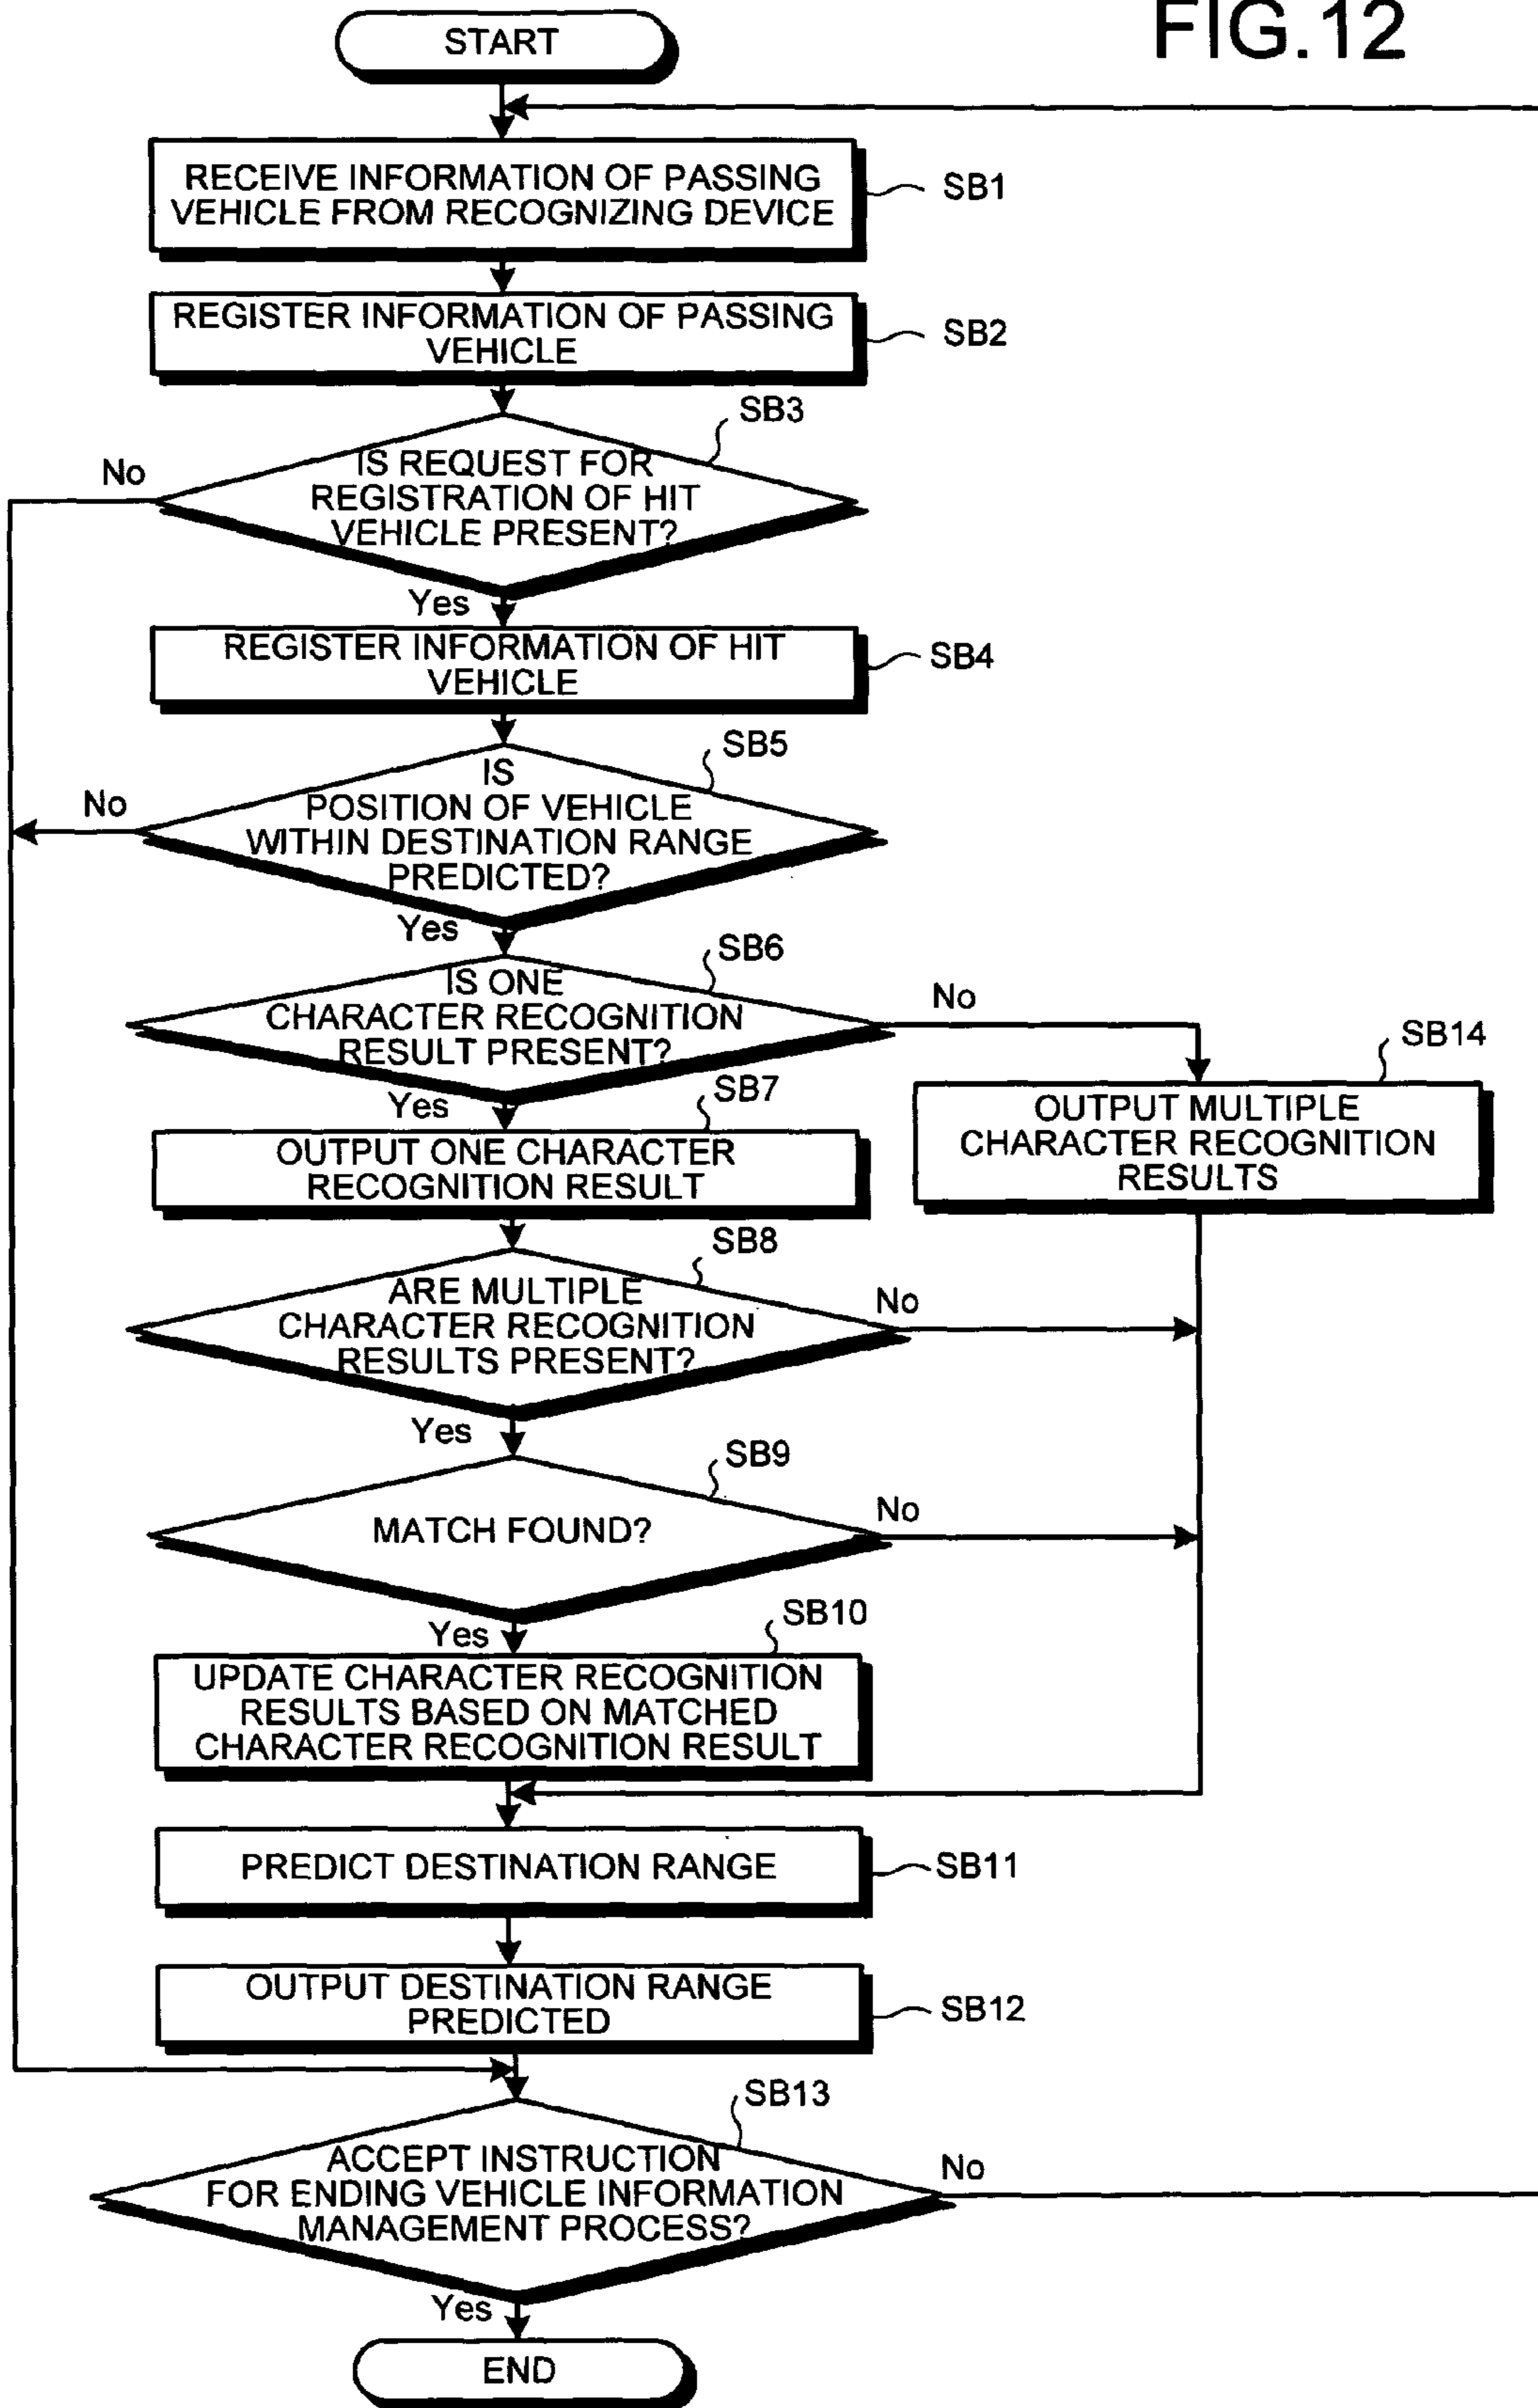 FIG.12
START
RECEIVE INFORMATION OF PASSING
VEHICLE FROM RECOGNIZING DEVICE
SB1
REGISTER INFORMATION OF PASSING
VEHICLE
SB2
SB3
No
IS REQUEST FOR
REGISTRATION OF HIT
VEHICLE PRESENT?
Yes
REGISTER INFORMATION OF HIT
VEHICLE
SB4
SB5
No
IS
POSITION OF VEHICLE
WITHIN DESTINATION RANGE
PREDICTED?
Yes
SB6
IS ONE
CHARACTER RECOGNITION
RESULT PRESENT?
No
SB14
OUTPUT MULTIPLE
CHARACTER RECOGNITION
RESULTS
Yes
SB7
OUTPUT ONE CHARACTER
RECOGNITION RESULT
SB8
ARE MULTIPLE
CHARACTER RECOGNITION
RESULTS PRESENT?
No
Yes
SB9
MATCH FOUND?
No
Yes
SB10
UPDATE CHARACTER RECOGNITION
RESULTS BASED ON MATCHED
CHARACTER RECOGNITION RESULT
PREDICT DESTINATION RANGE
SB11
OUTPUT DESTINATION RANGE
PREDICTED
SB12
SB13
ACCEPT INSTRUCTION
FOR ENDING VEHICLE INFORMATION
MANAGEMENT PROCESS?
No
Yes
END